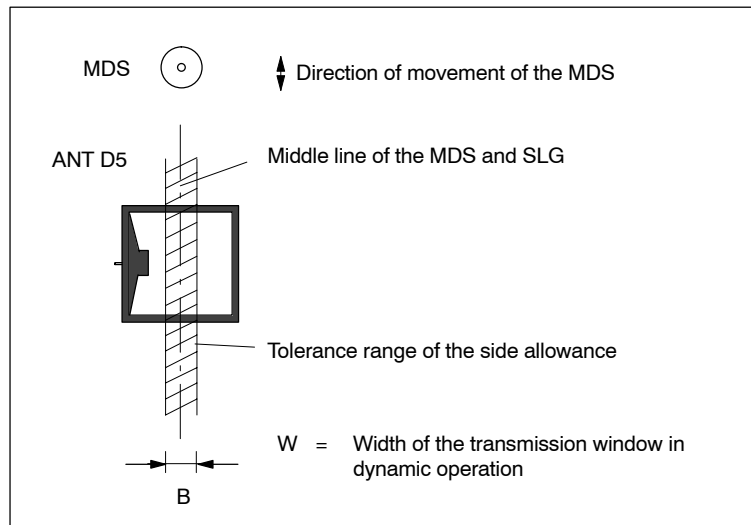 MDS
Direction of movement of the MDS
ANT D5
Middle line of the MDS and SLG
Tolerance range of the side allowance
W = Width of the transmission window in
dynamic operation
B